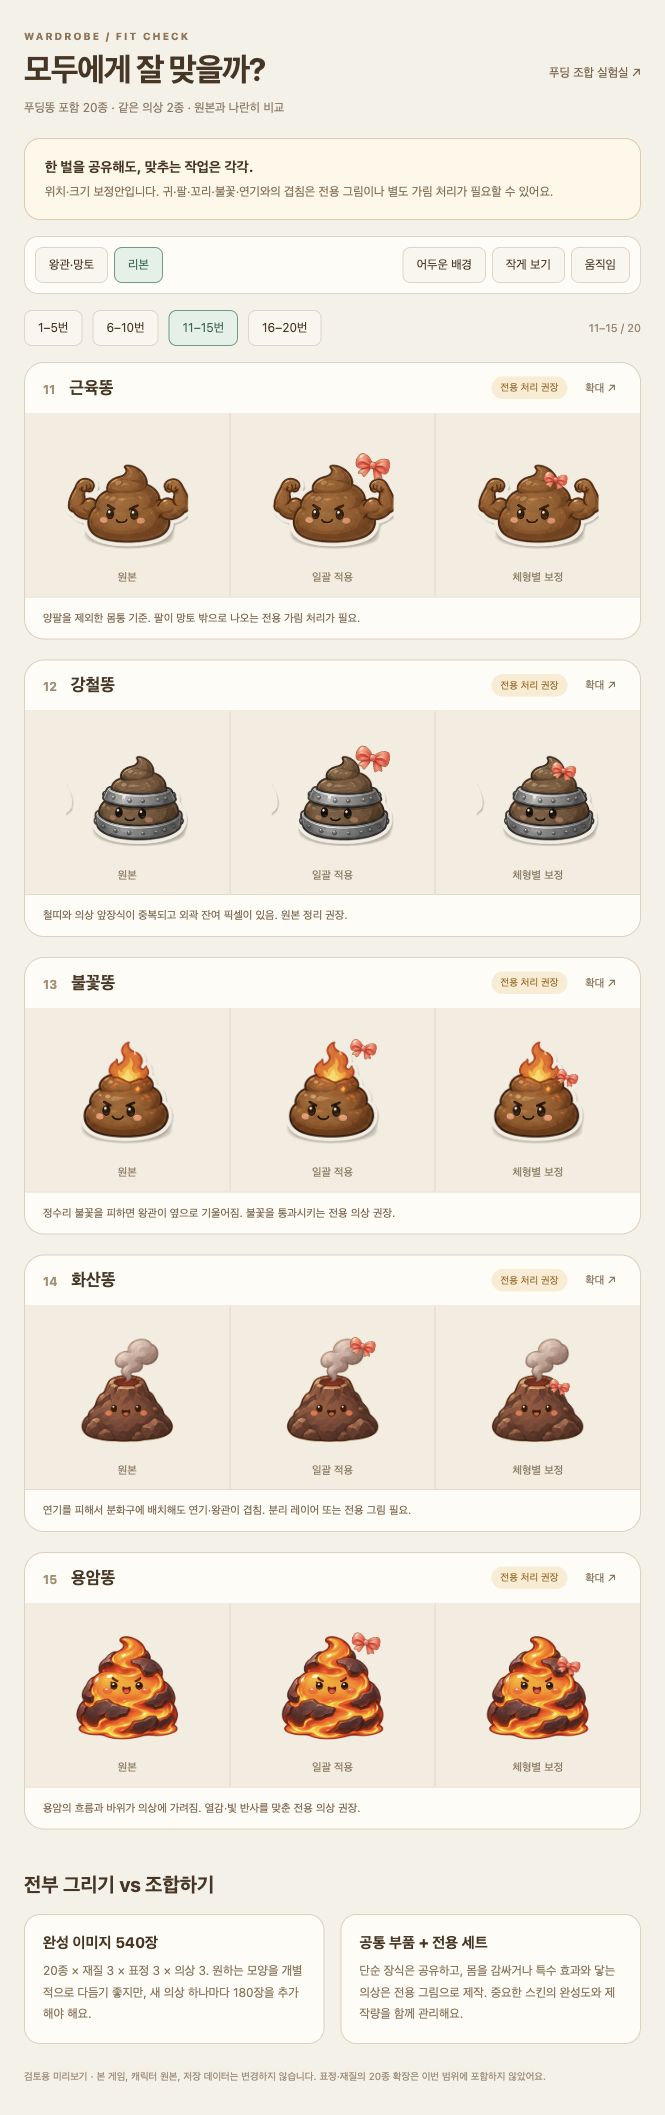 WARDROBE / FIT CHECK
모두에게 잘 맞을까?
푸딩 조합 실험실 ↗
푸딩똥 포함 20종 · 같은 의상 2종 · 원본과 나란히 비교
한 벌을 공유해도, 맞추는 작업은 각각.
위치·크기 보정안입니다. 귀·팔·꼬리·불꽃·연기와의 겹침은 전용 그림이나 별도 가림 처리가 필요할 수 있어요.
왕관·망토 리본 어두운 배경 작게 보기 움직임
1–5번 6–10번 11–15번 16–20번 11–15 / 20
11 근육똥 전용 처리 권장 확대 ↗
원본 일괄 적용 체형별 보정
양팔을 제외한 몸통 기준. 팔이 망토 밖으로 나오는 전용 가림 처리가 필요.
12 강철똥 전용 처리 권장 확대 ↗
원본 일괄 적용 체형별 보정
철띠와 의상 앞장식이 중복되고 외곽 잔여 픽셀이 있음. 원본 정리 권장.
13 불꽃똥 전용 처리 권장 확대 ↗
원본 일괄 적용 체형별 보정
정수리 불꽃을 피하면 왕관이 옆으로 기울어짐. 불꽃을 통과시키는 전용 의상 권장.
14 화산똥 전용 처리 권장 확대 ↗
원본 일괄 적용 체형별 보정
연기를 피해서 분화구에 배치해도 연기·왕관이 겹침. 분리 레이어 또는 전용 그림 필요.
15 용암똥 전용 처리 권장 확대 ↗
원본 일괄 적용 체형별 보정
용암의 흐름과 바위가 의상에 가려짐. 열감·빛 반사를 맞춘 전용 의상 권장.
전부 그리기 vs 조합하기
완성 이미지 540장
20종 × 재질 3 × 표정 3 × 의상 3. 원하는 모양을 개별
적으로 다듬기 좋지만, 새 의상 하나마다 180장을 추가
해야 해요.
공통 부품 + 전용 세트
단순 장식은 공유하고, 몸을 감싸거나 특수 효과와 닿는
의상은 전용 그림으로 제작. 중요한 스킨의 완성도와 제
작량을 함께 관리해요.
검토용 미리보기 · 본 게임, 캐릭터 원본, 저장 데이터는 변경하지 않습니다. 표정·재질의 20종 확장은 이번 범위에 포함하지 않았어요.